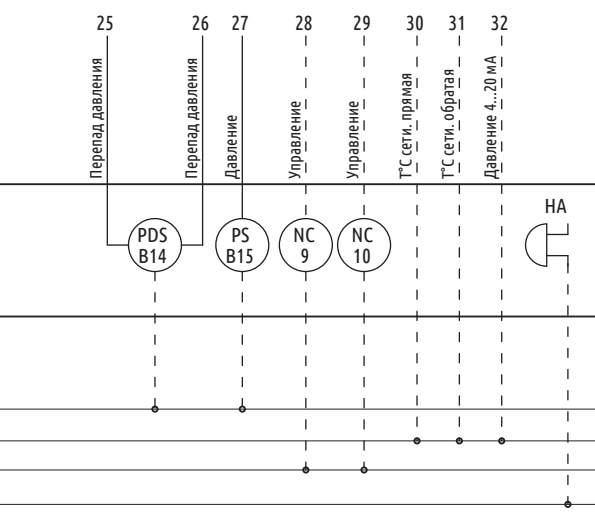 25
26
27
28
29
30
31
32
Перепад давления
Перепад давления
Давление
Управление
Управление
Т°С сети. прямая
Т°С сети. обратая
Давление 4...20 мА
НА
PDS
B14
PS
B15
NC
9
NC
10